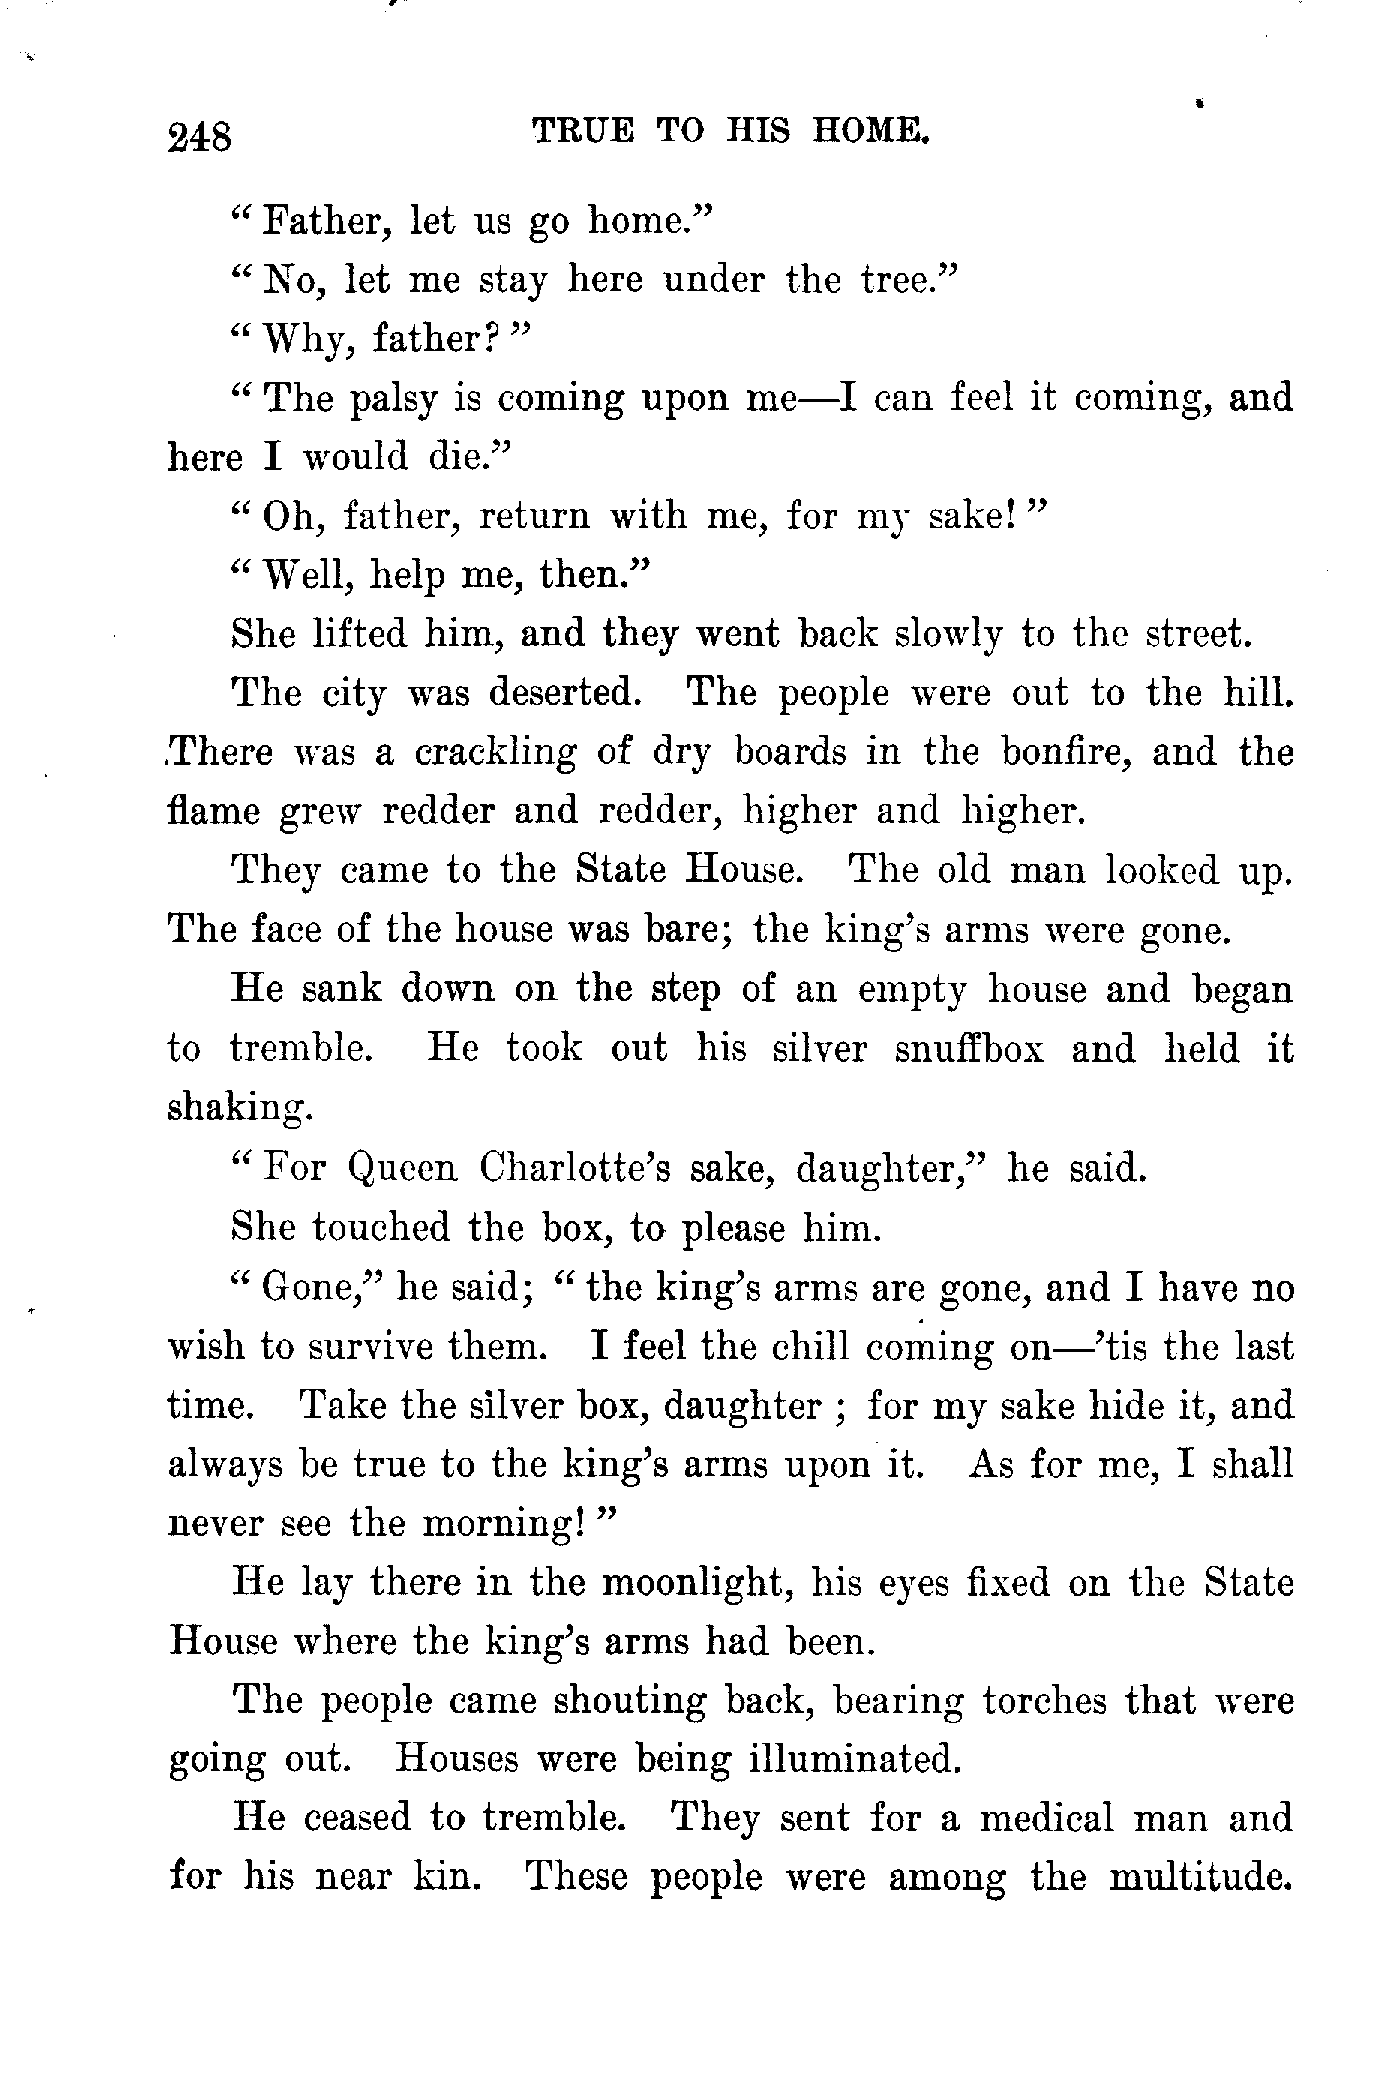 248 TRUE TO HIS HOME.
“ Father, let us go home.”
“ No, let me stay here under the tree.”
“ Why, father? ”
“ The palsy is coming upon me—I can feel it coming, and
here I would die.”
“ Oh, father, return with me, for my sake! ”
“ Well, help me, then.”
She lifted him, and they went back slowly to the street.
The city was deserted. The people were out to the hill.
There was a crackling of dry boards in the bonfire, and the
flame grew redder and redder, higher and higher.
They came to the State House. The old man looked up.
The face of the house was bare; the king’s arms were gone.
He sank down on the step of an empty house and began
to tremble. He took out his silver snuffbox and held it
shaking.
“ For Queen Charlotte’s sake, daughter,” he said.
She touched the box, to please him.
“ Gone,” he said; “ the king’s arms are gone, and I have no
wish to survive them. I feel the chill coming on—’tis the last
time. Take the silver box, daughter ; for my sake hide it, and
always be true to the king’s arms upon it. As for me, I shall
never see the morning! ”
He lay there in the moonlight, his eyes fixed on the State
House where the king’s arms had been.
The people came shouting back, bearing torches that were
going out. Houses were being illuminated.
He ceased to tremble. They sent for a medical man and
for his near kin. These people were among the multitude.